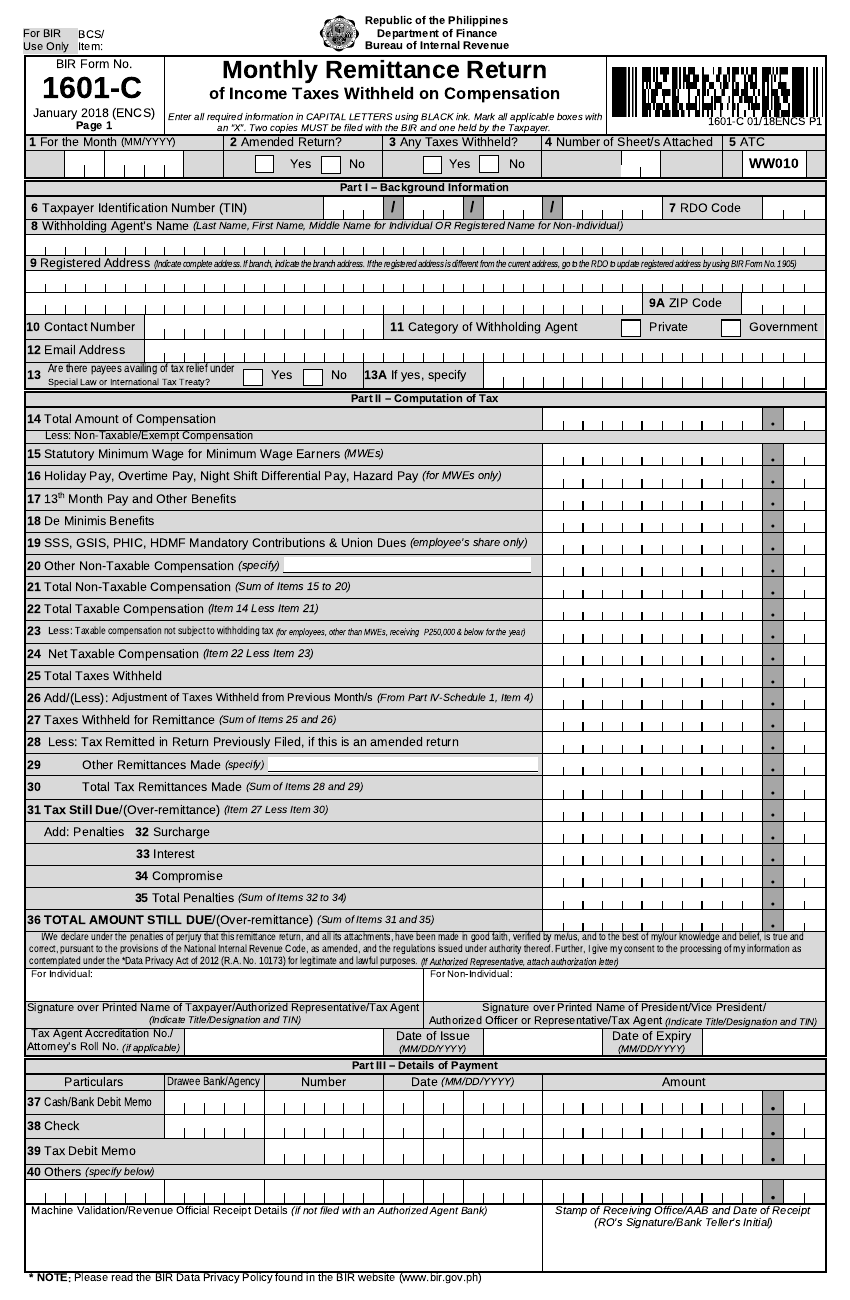 For BIR BCS/
Use Only Item:
Republic of the Philippines
Department of Finance
Bureau of Internal Revenue
BIR Form No.
1601-C
January 2018 (ENCS)
Page 1
Monthly Remittance Return
of Income Taxes Withheld on Compensation
Enter all required information in CAPITAL LETTERS using BLACK ink. Mark all applicable boxes with
an "X". Two copies MUST be filed with the BIR and one held by the Taxpayer.
1601-C 01/18ENCS P1
1 For the Month (MM/YYYY) 2 Amended Return? 3 Any Taxes Withheld? 4 Number of Sheet/s Attached 5 ATC
Yes No Yes No WW010
Part I – Background Information
6 Taxpayer Identification Number (TIN) / / / 7 RDO Code
8 Withholding Agent's Name (Last Name, First Name, Middle Name for Individual OR Registered Name for Non-Individual)
9 Registered Address (Indicate complete address. If branch, indicate the branch address. If the registered address is different from the current address, go to the RDO to update registered address by using BIR Form No. 1905)
9A ZIP Code
10 Contact Number 11 Category of Withholding Agent Private Government
12 Email Address
13 Are there payees availing of tax relief under
Special Law or International Tax Treaty? Yes No 13A If yes, specify
Part II – Computation of Tax
14 Total Amount of Compensation
Less: Non-Taxable/Exempt Compensation
15 Statutory Minimum Wage for Minimum Wage Earners (MWEs)
16 Holiday Pay, Overtime Pay, Night Shift Differential Pay, Hazard Pay (for MWEs only)
17 13th Month Pay and Other Benefits
18 De Minimis Benefits
19 SSS, GSIS, PHIC, HDMF Mandatory Contributions & Union Dues (employee's share only)
20 Other Non-Taxable Compensation (specify)
21 Total Non-Taxable Compensation (Sum of Items 15 to 20)
22 Total Taxable Compensation (Item 14 Less Item 21)
23 Less: Taxable compensation not subject to withholding tax (for employees, other than MWEs, receiving P250,000 & below for the year)
24 Net Taxable Compensation (Item 22 Less Item 23)
25 Total Taxes Withheld
26 Add/(Less): Adjustment of Taxes Withheld from Previous Month/s (From Part IV-Schedule 1, Item 4)
27 Taxes Withheld for Remittance (Sum of Items 25 and 26)
28 Less: Tax Remitted in Return Previously Filed, if this is an amended return
29 Other Remittances Made (specify)
30 Total Tax Remittances Made (Sum of Items 28 and 29)
31 Tax Still Due/(Over-remittance) (Item 27 Less Item 30)
Add: Penalties 32 Surcharge
33 Interest
34 Compromise
35 Total Penalties (Sum of Items 32 to 34)
36 TOTAL AMOUNT STILL DUE/(Over-remittance) (Sum of Items 31 and 35)
I/We declare under the penalties of perjury that this remittance return, and all its attachments, have been made in good faith, verified by me/us, and to the best of my/our knowledge and belief, is true and
correct, pursuant to the provisions of the National Internal Revenue Code, as amended, and the regulations issued under authority thereof. Further, I give my consent to the processing of my information as
contemplated under the *Data Privacy Act of 2012 (R.A. No. 10173) for legitimate and lawful purposes. (If Authorized Representative, attach authorization letter)
For Individual: For Non-Individual:
Signature over Printed Name of Taxpayer/Authorized Representative/Tax Agent
(Indicate Title/Designation and TIN)
Signature over Printed Name of President/Vice President/
Authorized Officer or Representative/Tax Agent (Indicate Title/Designation and TIN)
Tax Agent Accreditation No./
Attorney's Roll No. (if applicable)
Date of Issue
(MM/DD/YYYY)
Date of Expiry
(MM/DD/YYYY)
Part III – Details of Payment
Particulars Drawee Bank/Agency Number Date (MM/DD/YYYY) Amount
37 Cash/Bank Debit Memo
38 Check
39 Tax Debit Memo
40 Others (specify below)
Machine Validation/Revenue Official Receipt Details (if not filed with an Authorized Agent Bank)
Stamp of Receiving Office/AAB and Date of Receipt
(RO's Signature/Bank Teller's Initial)
* NOTE: Please read the BIR Data Privacy Policy found in the BIR website (www.bir.gov.ph)